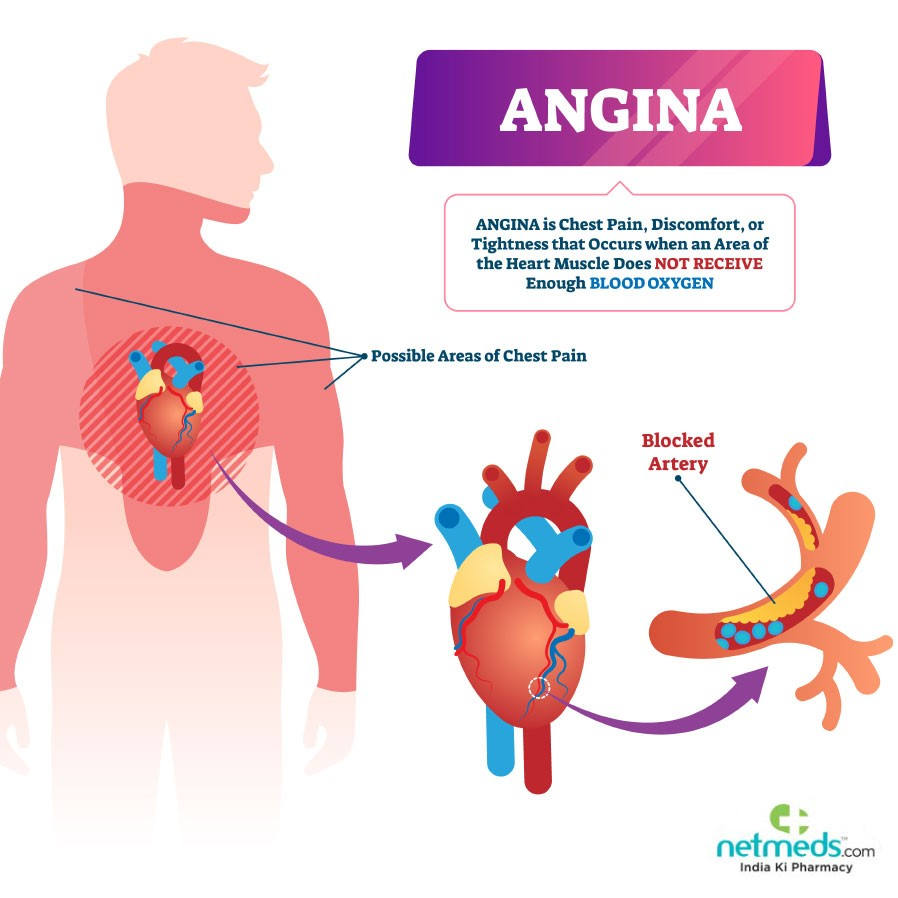 ANGINA
ANGINA is Chest Pain, Discomfort, or
Tightness that Occurs when an Area of
the Heart Muscle Does NOT RECEIVE
Enough BLOOD OXYGEN
Possible Areas of Chest Pain
Blocked
Artery
netmeds.com™
India Ki Pharmacy